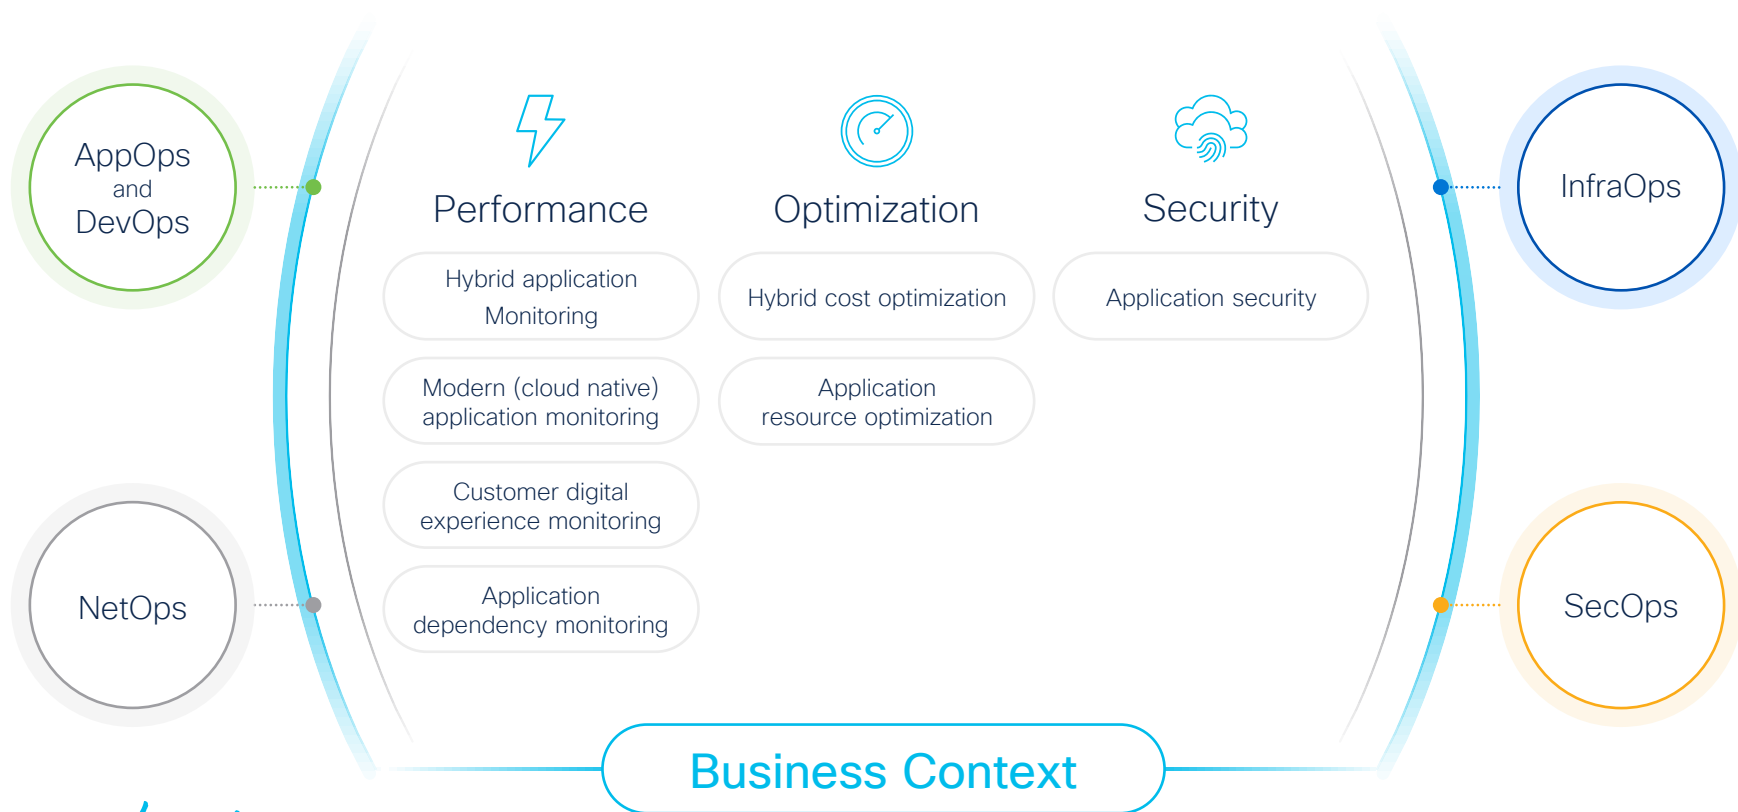 AppOps
and
DevOps
NetOps
Performance
Hybrid application
Monitoring
Modern (cloud native)
application monitoring
Customer digital
experience monitoring
Application
dependency monitoring
Optimization
Hybrid cost optimization
Application
resource optimization
Security
Application security
InfraOps
SecOps
Business Context